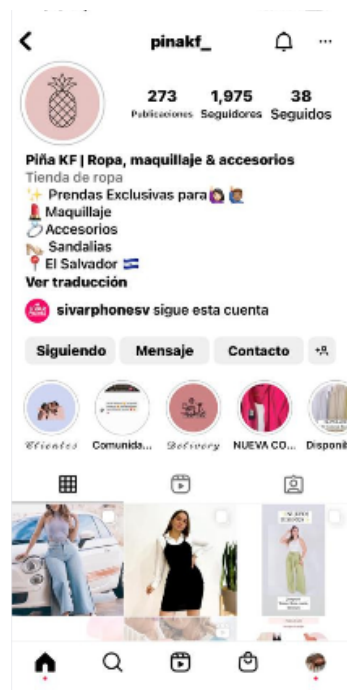 pinakf_
273 1,975 38
Publicaciones Seguidores Seguidos
Piña KF | Ropa, maquillaje & accesorios
Tienda de ropa
✨ Prendas Exclusivas para🙆🏻‍♀️ 🙋🏽‍♂️
💄 Maquillaje
💍 Accesorios
👡 Sandalias
📍 El Salvador 🇸🇻
Ver traducción
sivarphonesv sigue esta cuenta
Siguiendo Mensaje Contacto
Clientes Comunida... Delivery NUEVA CO... Disponib